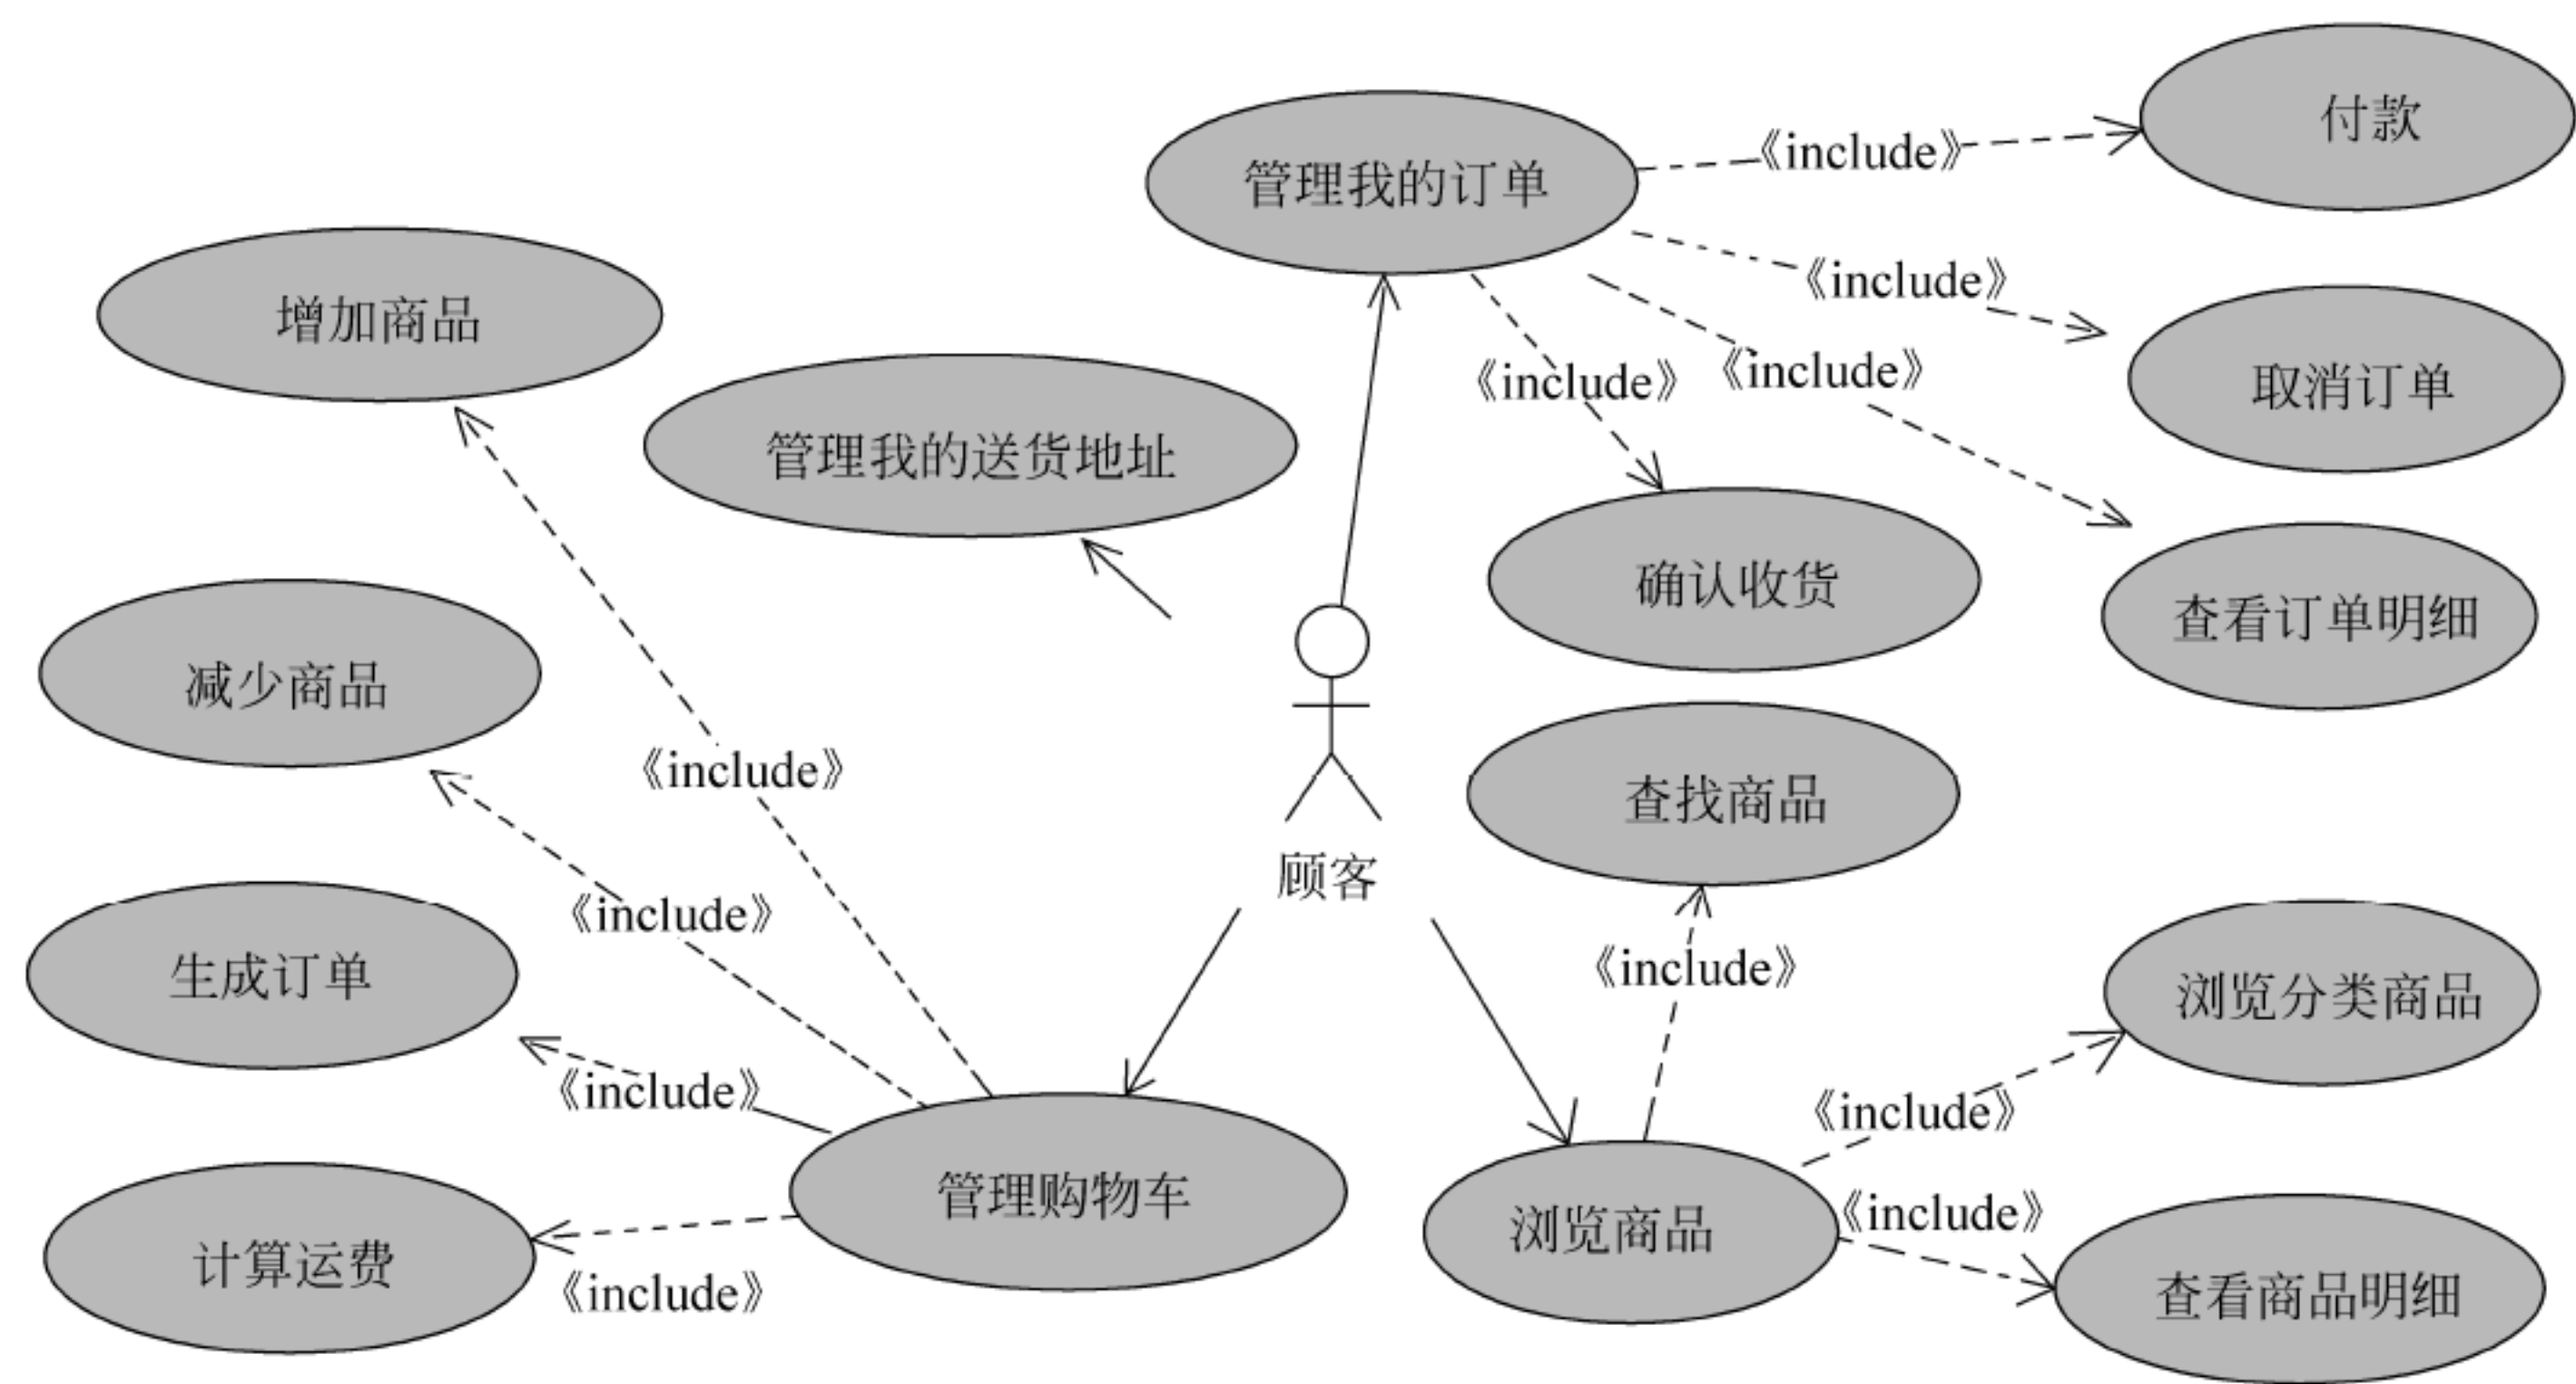 付款
《include》
管理我的订单
《include》
增加商品
《include》
《include》
取消订单
管理我的送货地址
确认收货
查看订单明细
减少商品
《include》
查找商品
顾客
《include》
《include》
生成订单
浏览分类商品
《include》
《include》
管理购物车
《include》
浏览商品
计算运费
《include》
查看商品明细